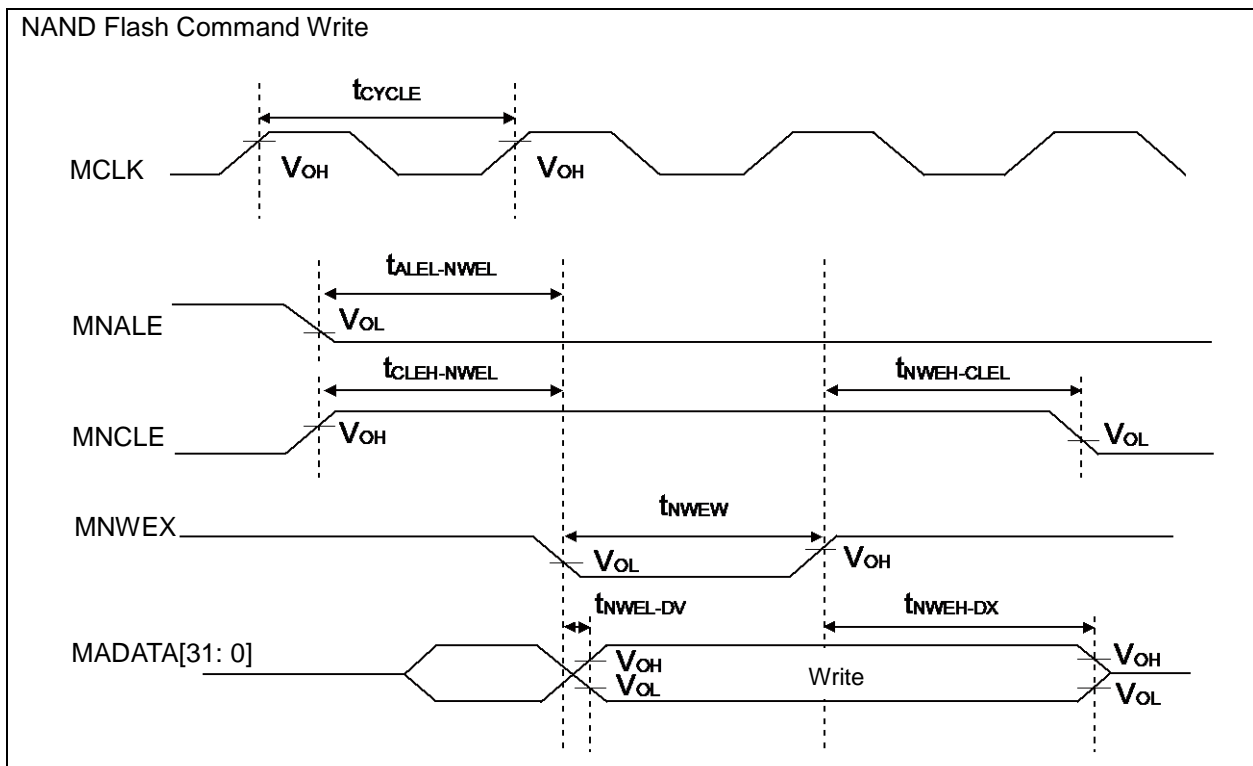 NAND Flash Command Write
tCYCLE
MCLK VOH VOH
tALEL-NWEL
MNALE VOL
tCLEH-NWEL tNWEH-CLEL
MNCLE VOH VOL
tNWEW
MNWEX VOL VOH
tNWEL-DV tNWEH-DX
MADATA[31: 0] VOH Write VOH
VOL VOL